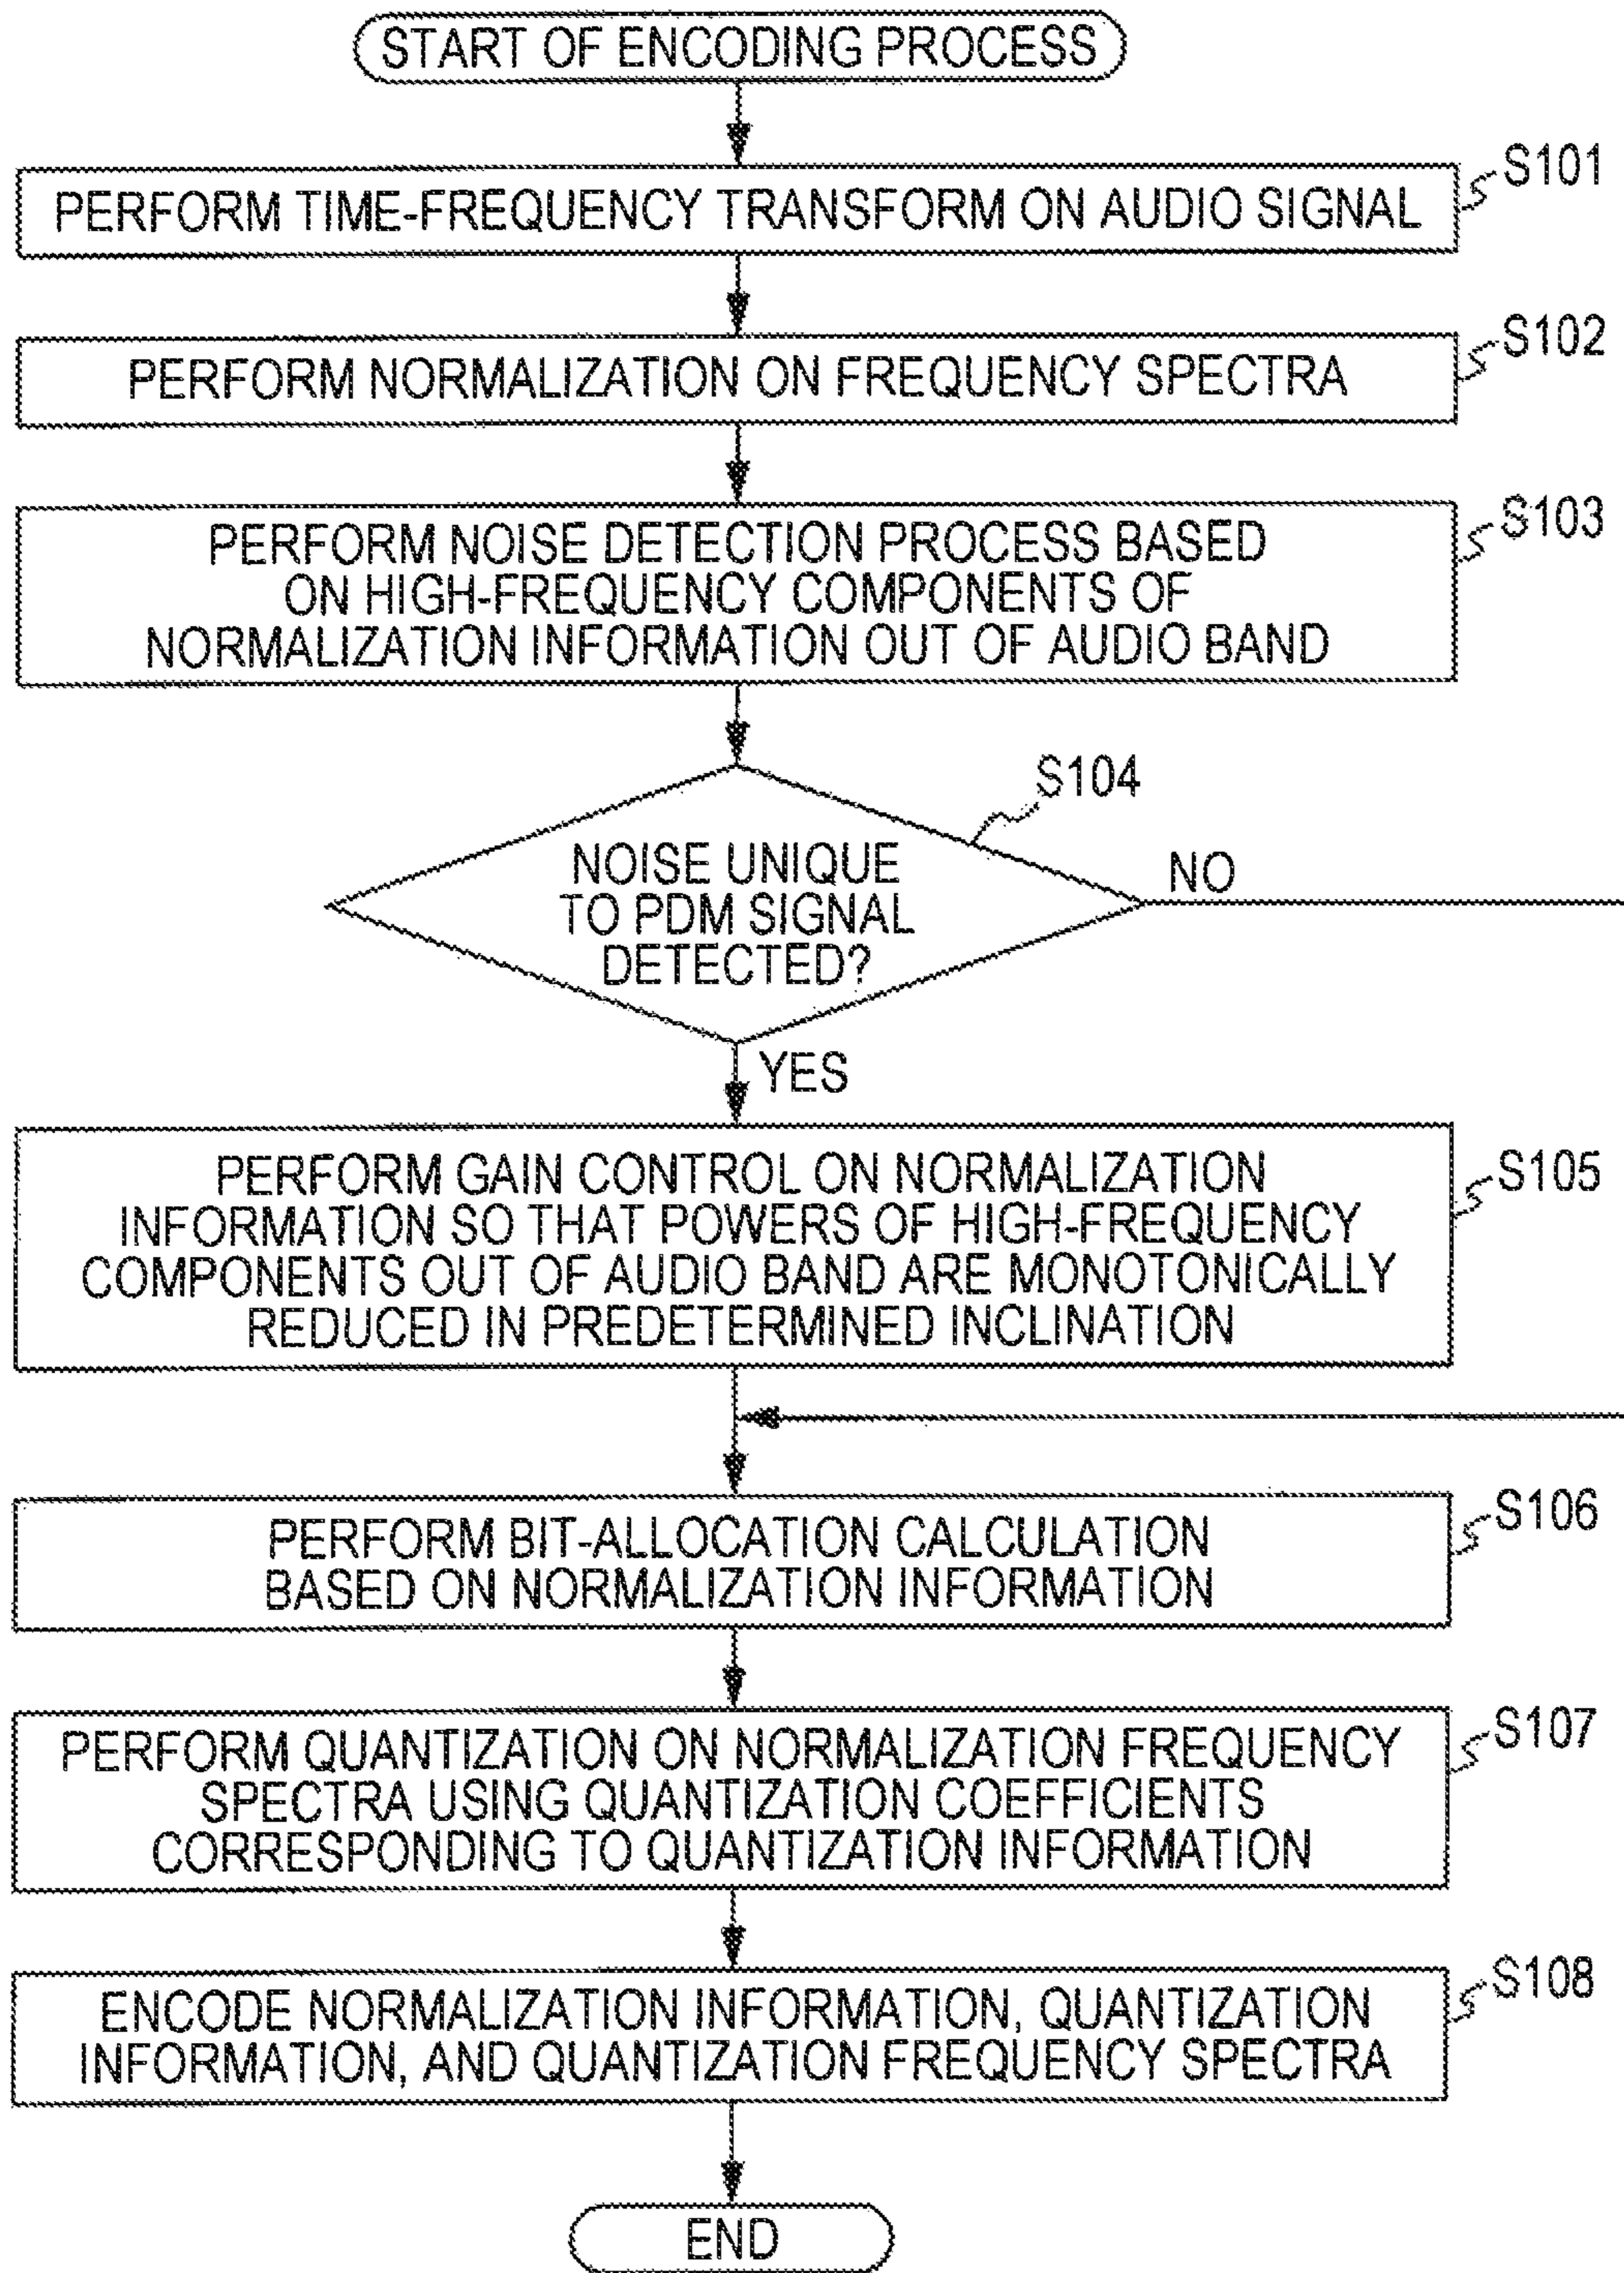 START OF ENCODING PROCESS
S101
PERFORM TIME-FREQUENCY TRANSFORM ON AUDIO SIGNAL
S102
PERFORM NORMALIZATION ON FREQUENCY SPECTRA
S103
PERFORM NOISE DETECTION PROCESS BASED
ON HIGH-FREQUENCY COMPONENTS OF
NORMALIZATION INFORMATION OUT OF AUDIO BAND
S104
NOISE UNIQUE
TO PDM SIGNAL
DETECTED?
NO
YES
S105
PERFORM GAIN CONTROL ON NORMALIZATION
INFORMATION SO THAT POWERS OF HIGH-FREQUENCY
COMPONENTS OUT OF AUDIO BAND ARE MONOTONICALLY
REDUCED IN PREDETERMINED INCLINATION
S106
PERFORM BIT-ALLOCATION CALCULATION
BASED ON NORMALIZATION INFORMATION
S107
PERFORM QUANTIZATION ON NORMALIZATION FREQUENCY
SPECTRA USING QUANTIZATION COEFFICIENTS
CORRESPONDING TO QUANTIZATION INFORMATION
S108
ENCODE NORMALIZATION INFORMATION, QUANTIZATION
INFORMATION, AND QUANTIZATION FREQUENCY SPECTRA
END